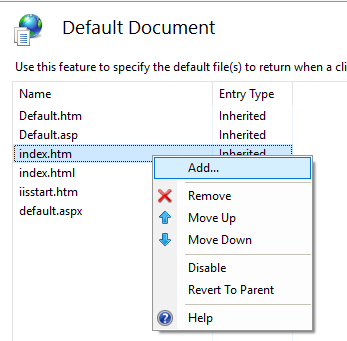 Default Document
Use this feature to specify the default file(s) to return when a cli
Name Entry Type
Default.htm Inherited
Default.asp Inherited
index.htm Inherited
index.html
iisstart.htm
default.aspx
Add...
Remove
Move Up
Move Down
Disable
Revert To Parent
Help